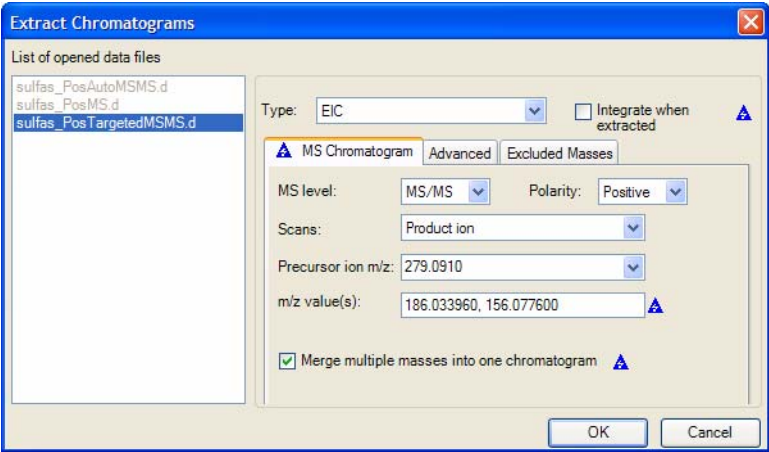 Extract Chromatograms
List of opened data files
sulfas_PosAutoMSMS.d
sulfas_PosMS.d
sulfas_PosTargetedMSMS.d
Type: EIC
Integrate when
extracted
MS Chromatogram Advanced Excluded Masses
MS level: MS/MS Polarity: Positive
Scans: Product ion
Precursor ion m/z: 279.0910
m/z value(s): 186.033960, 156.077600
Merge multiple masses into one chromatogram
OK Cancel